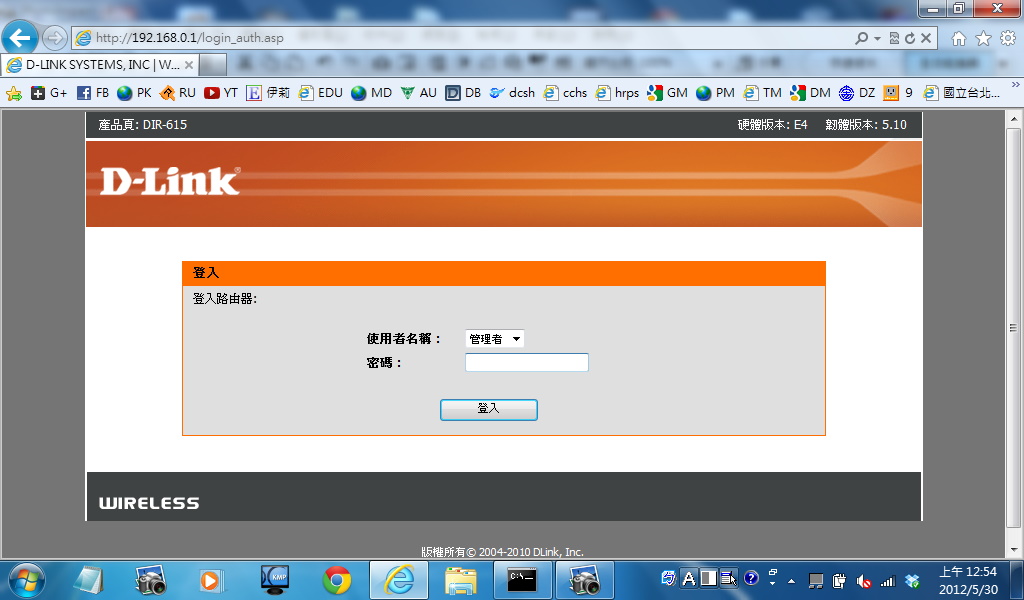 http://192.168.0.1/login_auth.asp
D-LINK SYSTEMS, INC | W...
G+ FB PK RU YT 伊莉 EDU MD AU DB dcsh cchs hrps GM PM TM DM DZ 9 國立台北...
產品頁: DIR-615 硬體版本: E4 韌體版本: 5.10
D-Link
登入
登入路由器:
使用者名稱： 管理者
密碼：
登入
WIRELESS
版權所有© 2004-2010 DLink, Inc.
上午 12:54
2012/5/30